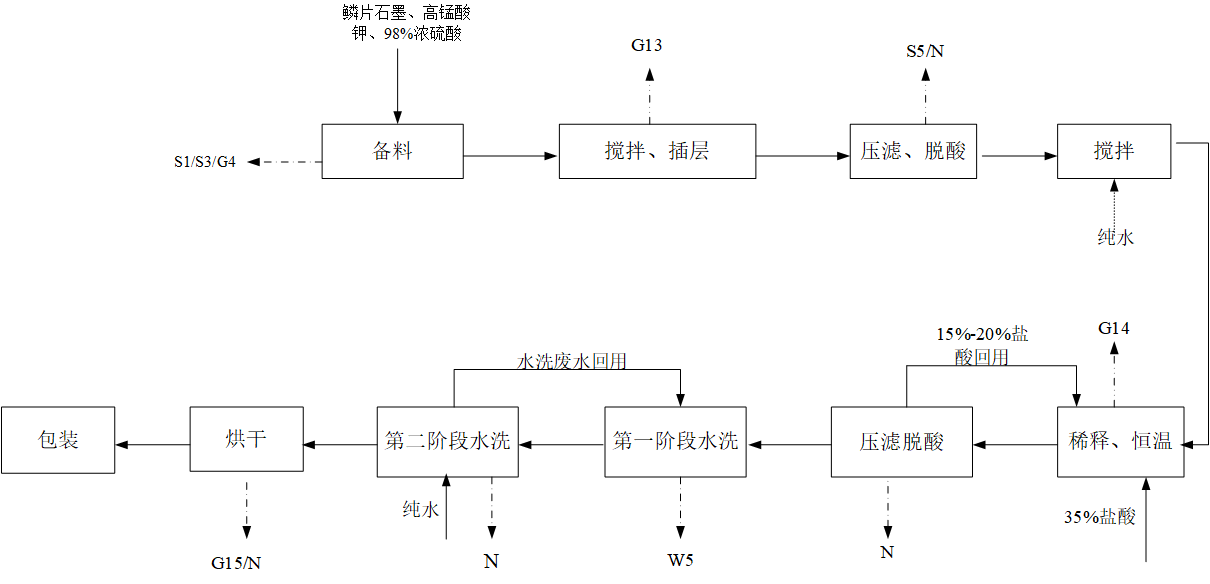 鳞片石墨、高锰酸
钾、98%浓硫酸
G13
S5/N
S1/S3/G4
备料
搅拌、插层
压滤、脱酸
搅拌
纯水
G14
15%-20%盐
酸回用
水洗废水回用
包装
烘干
第二阶段水洗
第一阶段水洗
压滤脱酸
稀释、恒温
纯水
35%盐酸
G15/N
N
W5
N